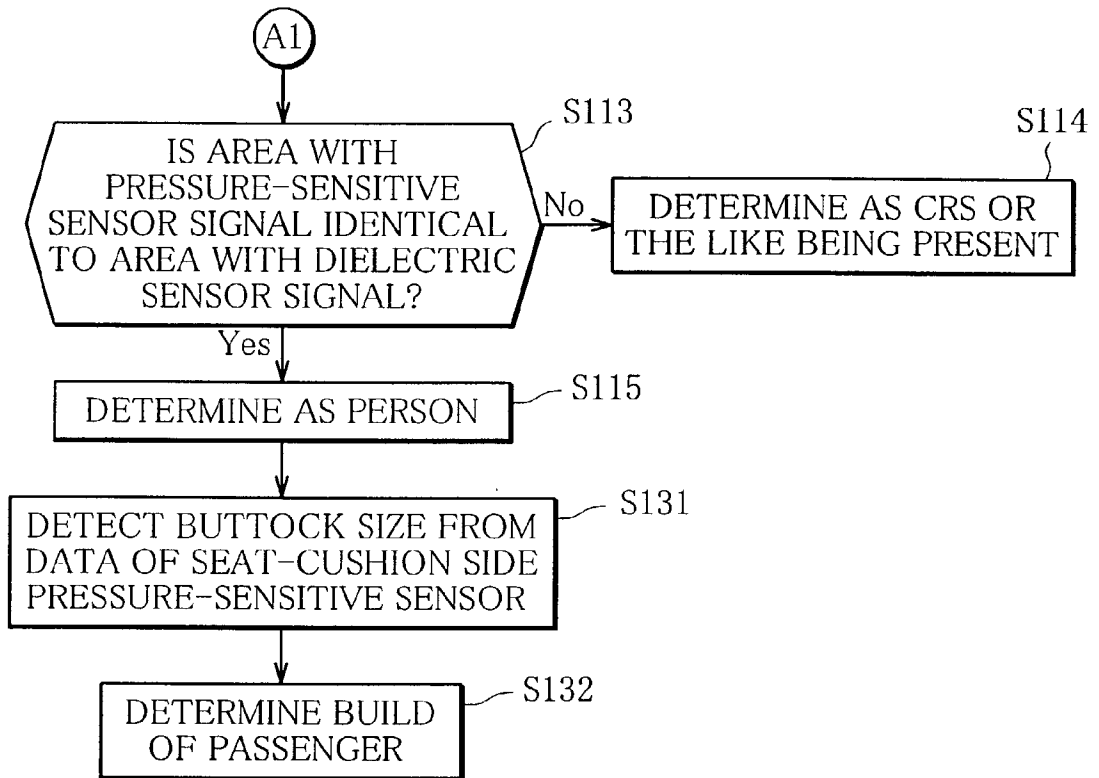 A1
S113
IS AREA WITH
PRESSURE-SENSITIVE
SENSOR SIGNAL IDENTICAL
TO AREA WITH DIELECTRIC
SENSOR SIGNAL?
No
S114
DETERMINE AS CRS OR
THE LIKE BEING PRESENT
Yes
S115
DETERMINE AS PERSON
S131
DETECT BUTTOCK SIZE FROM
DATA OF SEAT-CUSHION SIDE
PRESSURE-SENSITIVE SENSOR
S132
DETERMINE BUILD
OF PASSENGER